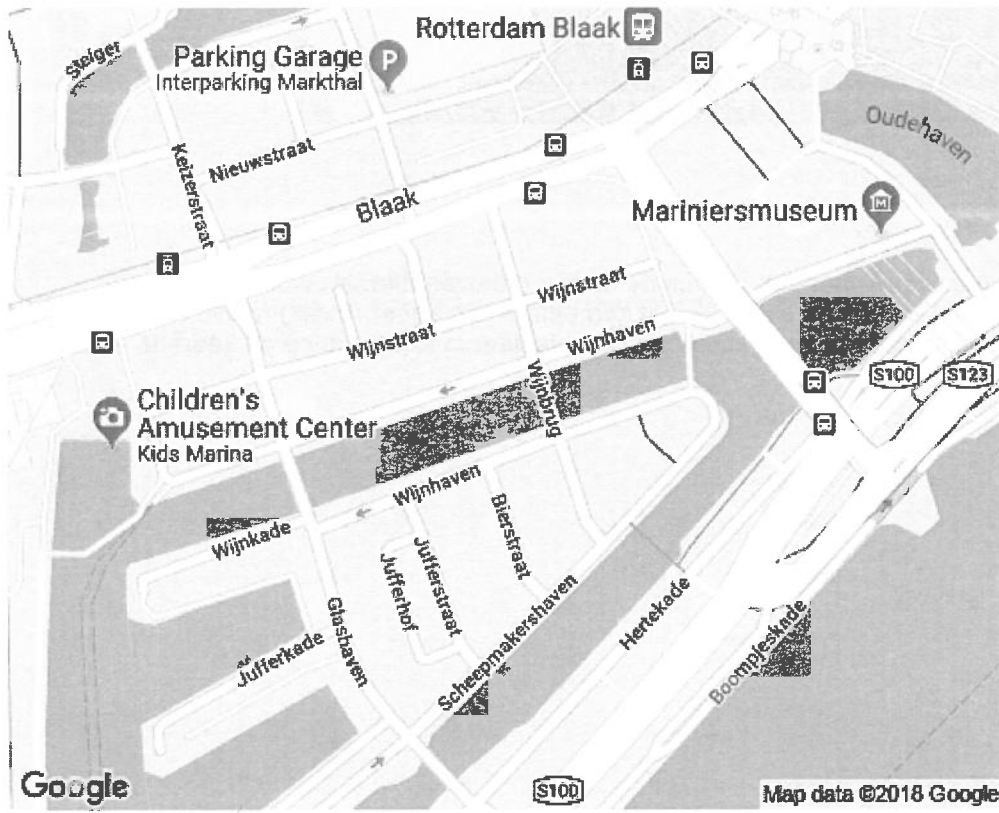 Rotterdam Blaak
Steiger
Parking Garage
P
Interparking Markthal
Oudehaven
Keizerstraat
Nieuwstraat
Blaak
Mariniersmuseum
M
Wijnstraat
Wijnstraat
Wijnhaven
Wijnbrug
S100
S123
Children's
Amusement Center
Kids Marina
Wijnhaven
Bierstraat
Wijnkade
Jufferstraat
Jufferhof
Glashaven
Jufferkade
Scheepmakershaven
Hertekade
Boompjeskade
Google
S100
Map data ©2018 Google